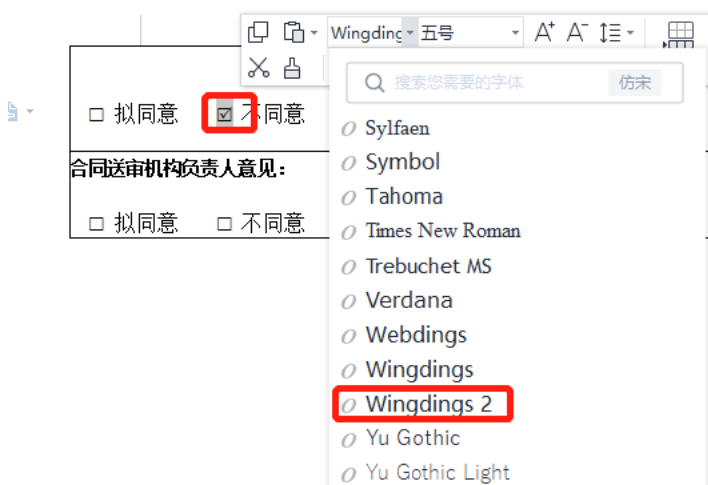 Wingding 五号 A⁺ A⁻
搜索您需要的字体 仿宋
□ 拟同意 ☑ 不同意
Sylfaen
合同送审机构负责人意见：
Symbol
Tahoma
□ 拟同意 □ 不同意
Times New Roman
Trebuchet MS
Verdana
Webdings
Wingdings
Wingdings 2
Yu Gothic
Yu Gothic Light